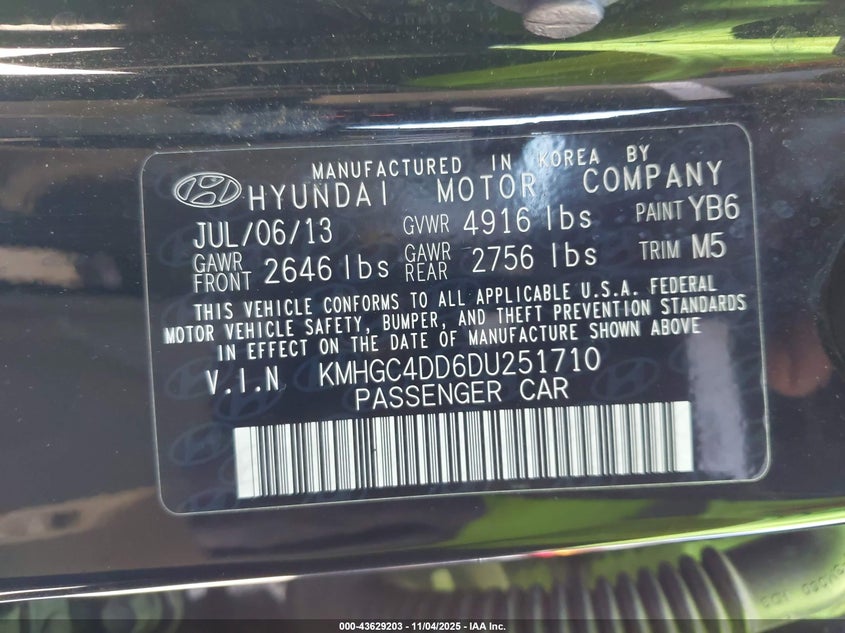 MANUFACTURED IN KOREA BY
HYUNDAI MOTOR COMPANY
JUL/06/13 GVWR 4916 lbs PAINT YB6
GAWR FRONT 2646 lbs GAWR REAR 2756 lbs TRIM M5
THIS VEHICLE CONFORMS TO ALL APPLICABLE U.S.A. FEDERAL
MOTOR VEHICLE SAFETY, BUMPER, AND THEFT PREVENTION STANDARDS
IN EFFECT ON THE DATE OF MANUFACTURE SHOWN ABOVE.
V.I.N KMHGC4DD6DU251710
PASSENGER CAR
000-43629203 - 11/04/2025 - IAA Inc.